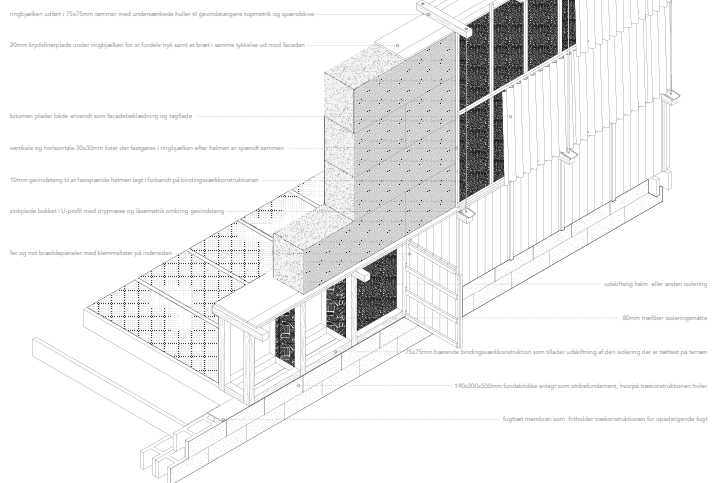 ringbjælken udført i 75x75mm tømmer med undersænkede huller til gevindstangens topmøtrik og spændskive
20mm krydsfinerplade under ringbjælken for at fordele tryk samt et bræt i samme tykkelse ud mod facaden
bitumen plader både anvendt som facadebeklædning og tagflade
vertikale og horisontale 30x30mm lister der fastgøres i ringbjælken efter halmen er spændt sammen
10mm gevindstang til at fastspænde halmen lagt i forbandt på bindingsværkkonstruktionen
zinkplade bukket i U-profil med drypnæse og låsemøtrik omkring gevindstang
fer og not bræddepaneler med klemmelister på indersiden
udskiftelig halm eller anden isolering
80mm træfiber isoleringsmåtte
75x75mm bærende bindingsværkkonstruktion som tillader udskiftning af den isolering der er tættest på terræn
190x200x500mm fundablokke anlagt som stribefundament, hvorpå trækonstruktionen hviler
fugttæt membran som fritholder trækonstruktionen for opadstigende fugt